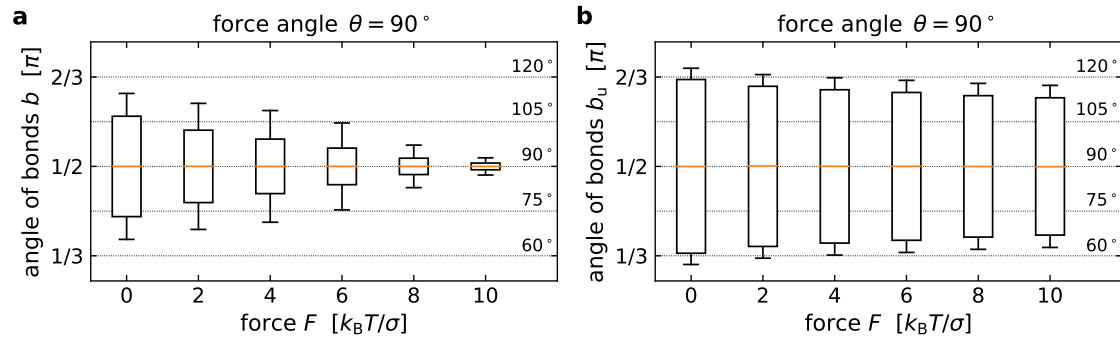 a
force angle θ = 90°
angle of bonds b [π]
2/3
1/2
1/3
120°
105°
90°
75°
60°
0 2 4 6 8 10
force F [k_BT/σ]
b
force angle θ = 90°
angle of bonds b_u [π]
2/3
1/2
1/3
120°
105°
90°
75°
60°
0 2 4 6 8 10
force F [k_BT/σ]